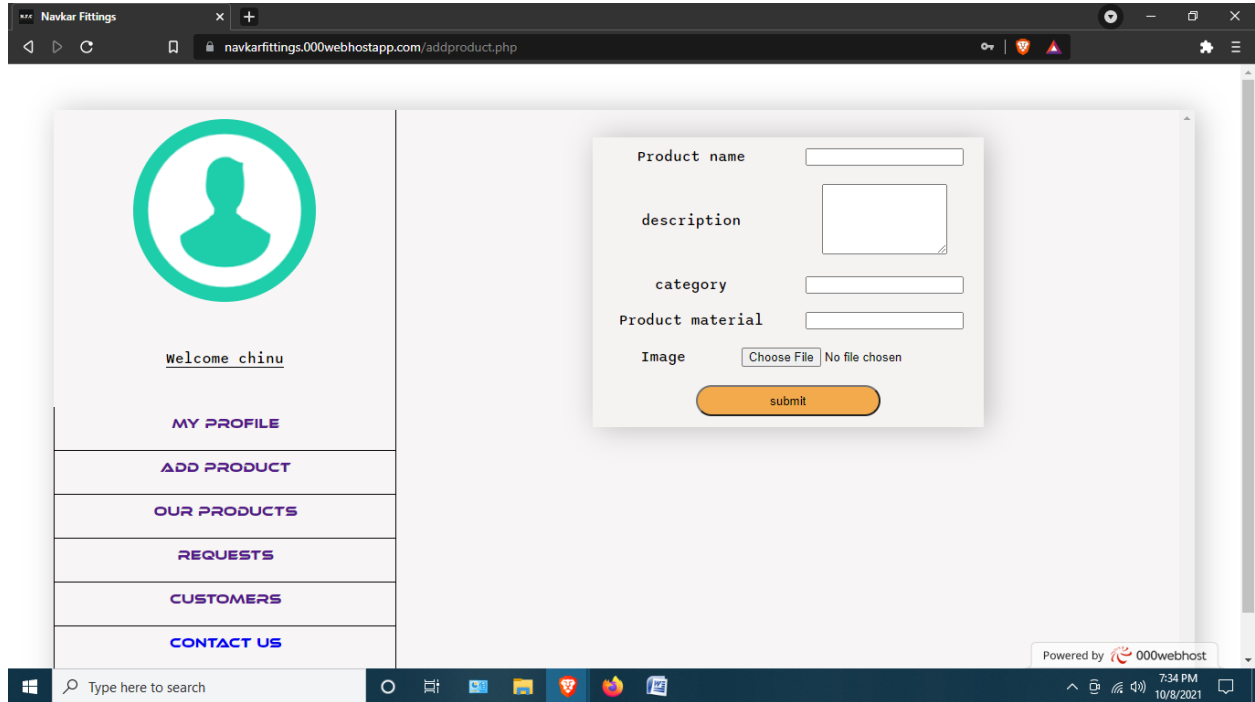 N.F.C Navkar Fittings
navkarfittings.000webhostapp.com/addproduct.php
Welcome chinu
MY PROFILE
ADD PRODUCT
OUR PRODUCTS
REQUESTS
CUSTOMERS
CONTACT US
Product name
description
category
Product material
Image Choose File No file chosen
submit
Powered by 000webhost
Type here to search
7:34 PM
10/8/2021